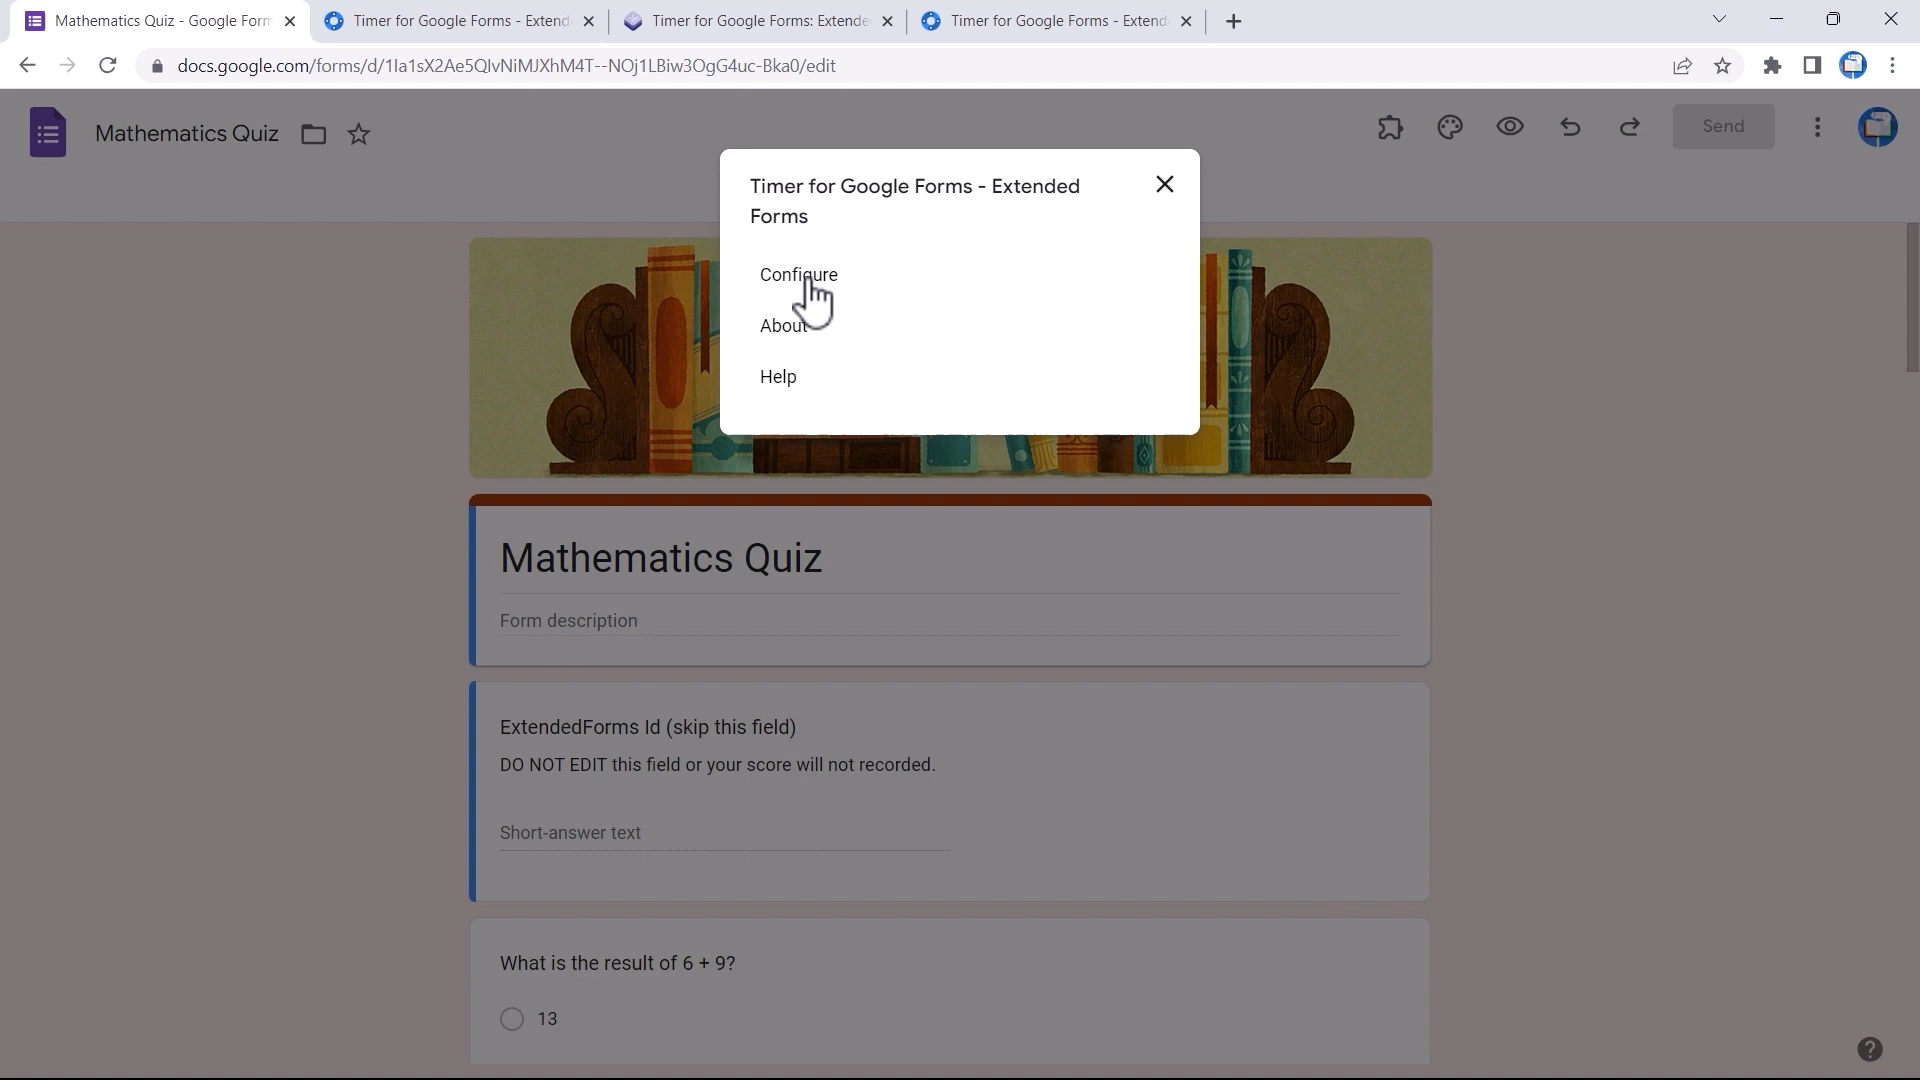 Mathematics Quiz - Google Form
Timer for Google Forms - Extend
Timer for Google Forms: Extende
Timer for Google Forms - Extend
docs.google.com/forms/d/1Ia1sX2Ae5QIvNiMJXhM4T--NOj1LBiw3OgG4uc-Bka0/edit
Mathematics Quiz
Send
Timer for Google Forms - Extended
Forms
Configure
About
Help
Mathematics Quiz
Form description
ExtendedForms Id (skip this field)
DO NOT EDIT this field or your score will not recorded.
Short-answer text
What is the result of 6 + 9?
13